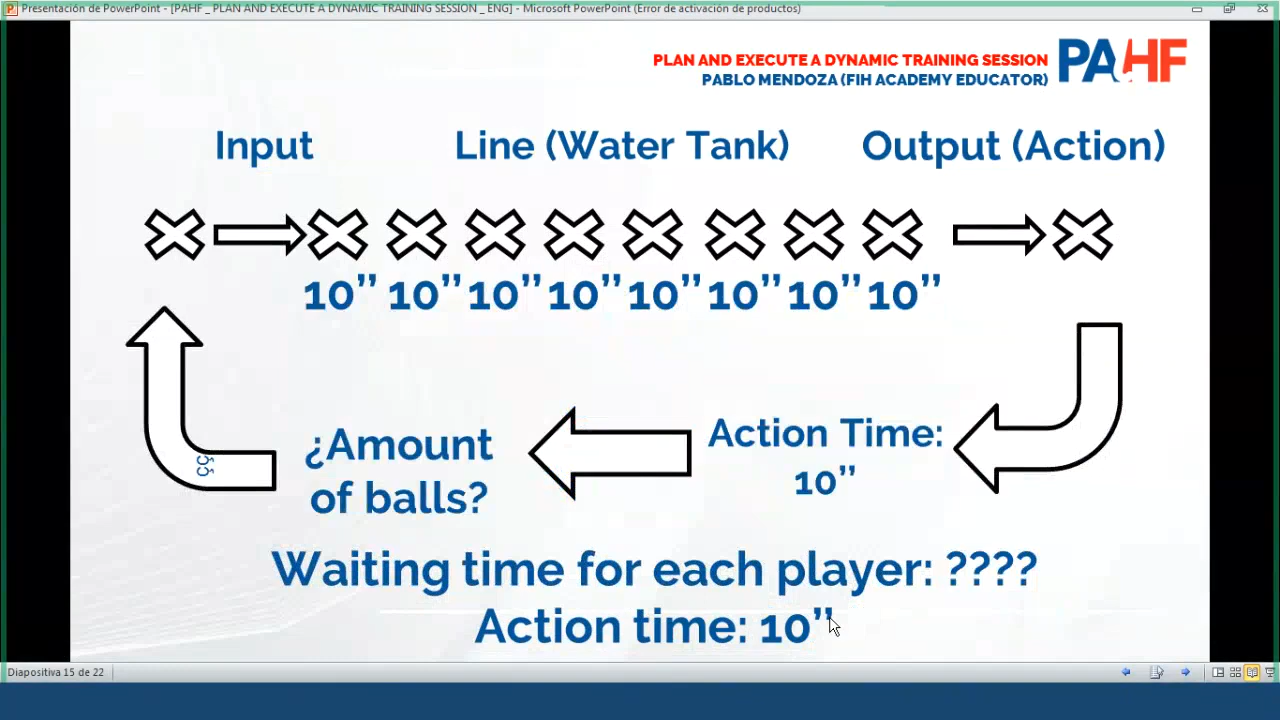 Presentación de PowerPoint - [PAHF _ PLAN AND EXECUTE A DYNAMIC TRAINING SESSION _ ENG] - Microsoft PowerPoint (Error de activación de productos)
PLAN AND EXECUTE A DYNAMIC TRAINING SESSION
PABLO MENDOZA (FIH ACADEMY EDUCATOR)
PAHF
Input
Line (Water Tank)
Output (Action)
10’’ 10’’ 10’’ 10’’ 10’’ 10’’ 10’’ 10’’
¿Amount
of balls?
Action Time:
10’’
Waiting time for each player: ????
Action time: 10’’
Diapositiva 15 de 22